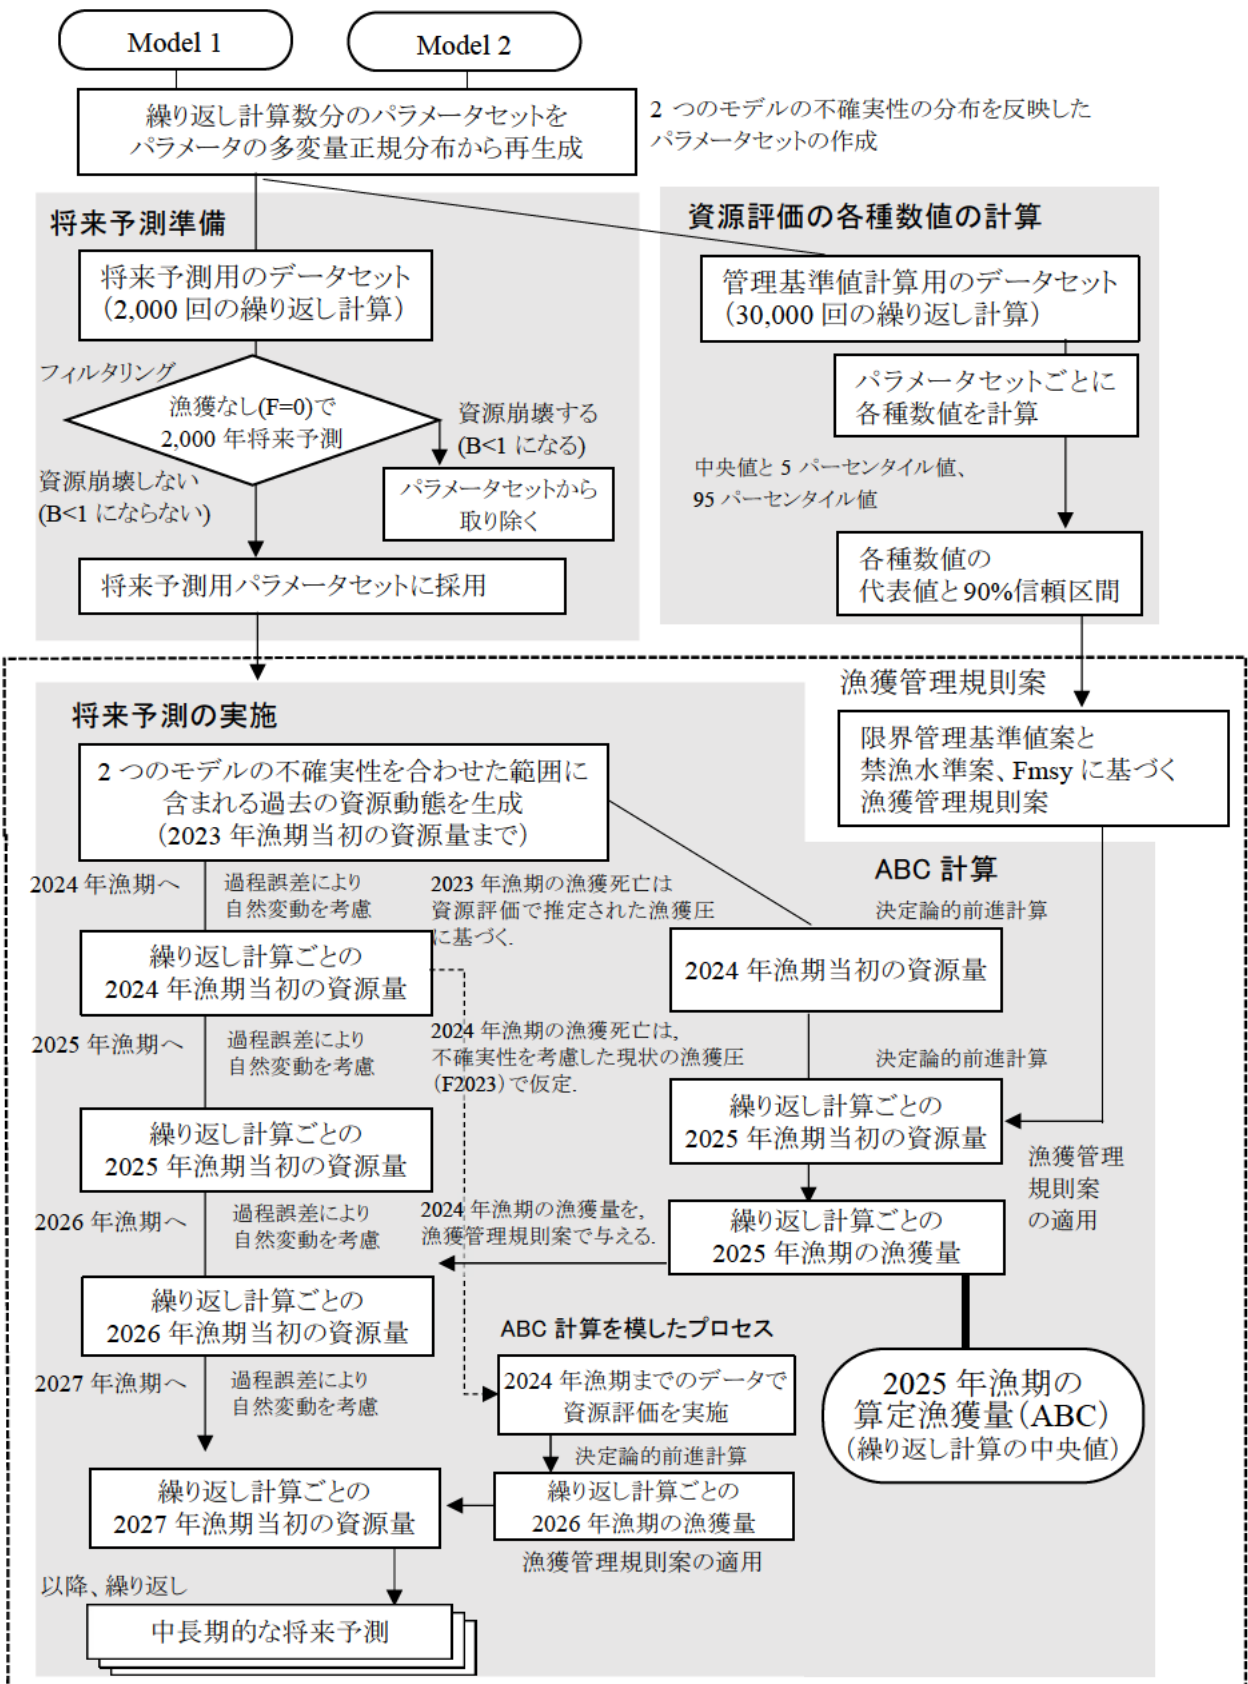 Model 1
Model 2
繰り返し計算数分のパラメータセットを
パラメータの多変量正規分布から再生成
2 つのモデルの不確実性の分布を反映した
パラメータセットの作成
将来予測準備
将来予測用のデータセット
（2,000 回の繰り返し計算）
フィルタリング
漁獲なし(F=0)で
2,000 年将来予測
資源崩壊する
(B<1 になる)
資源崩壊しない
(B<1 にならない)
パラメータセットから
取り除く
将来予測用パラメータセットに採用
資源評価の各種数値の計算
管理基準値計算用のデータセット
（30,000 回の繰り返し計算）
パラメータセットごとに
各種数値を計算
中央値と 5 パーセンタイル値、
95 パーセンタイル値
各種数値の
代表値と90%信頼区間
漁獲管理規則案
限界管理基準値案と
禁漁水準案、Fmsy に基づく
漁獲管理規則案
将来予測の実施
2 つのモデルの不確実性を合わせた範囲に
含まれる過去の資源動態を生成
（2023 年漁期当初の資源量まで）
2024 年漁期へ
過程誤差により
自然変動を考慮
2023 年漁期の漁獲死亡は
資源評価で推定された漁獲圧
に基づく.
ABC 計算
決定論的前進計算
繰り返し計算ごとの
2024 年漁期当初の資源量
2024 年漁期当初の資源量
2025 年漁期へ
過程誤差により
自然変動を考慮
2024 年漁期の漁獲死亡は,
不確実性を考慮した現状の漁獲圧
（F2023）で仮定.
決定論的前進計算
繰り返し計算ごとの
2025 年漁期当初の資源量
繰り返し計算ごとの
2025 年漁期当初の資源量
漁獲管理
規則案
の適用
2026 年漁期へ
過程誤差により
自然変動を考慮
2024 年漁期の漁獲量を,
漁獲管理規則案で与える.
繰り返し計算ごとの
2025 年漁期の漁獲量
繰り返し計算ごとの
2026 年漁期当初の資源量
ABC 計算を模したプロセス
2027 年漁期へ
過程誤差により
自然変動を考慮
2024 年漁期までのデータで
資源評価を実施
2025 年漁期の
算定漁獲量（ABC）
（繰り返し計算の中央値）
決定論的前進計算
繰り返し計算ごとの
2027 年漁期当初の資源量
繰り返し計算ごとの
2026 年漁期の漁獲量
漁獲管理規則案の適用
以降、繰り返し
中長期的な将来予測